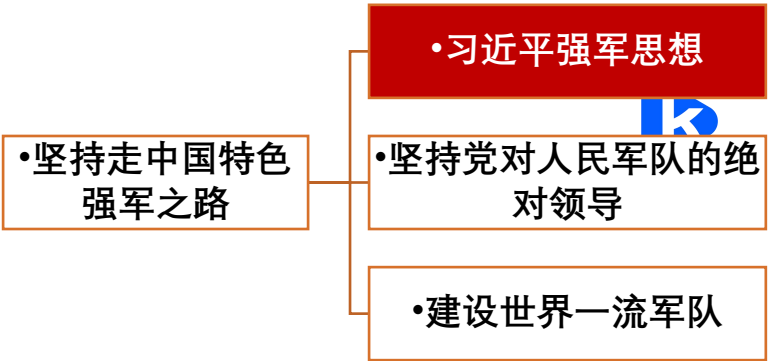 •习近平强军思想
•坚持走中国特色
强军之路
•坚持党对人民军队的绝
对领导
•建设世界一流军队